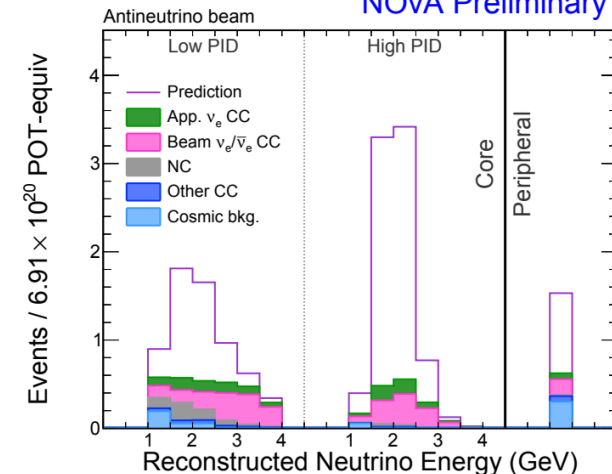 NOvA Preliminary
Antineutrino beam
Low PID
High PID
Core
Peripheral
Prediction
App. νe CC
Beam νe/ν̅e CC
NC
Other CC
Cosmic bkg.
Events / 6.91 × 10²⁰ POT-equiv
4
3
2
1
0
1 2 3 4 1 2 3 4
Reconstructed Neutrino Energy (GeV)